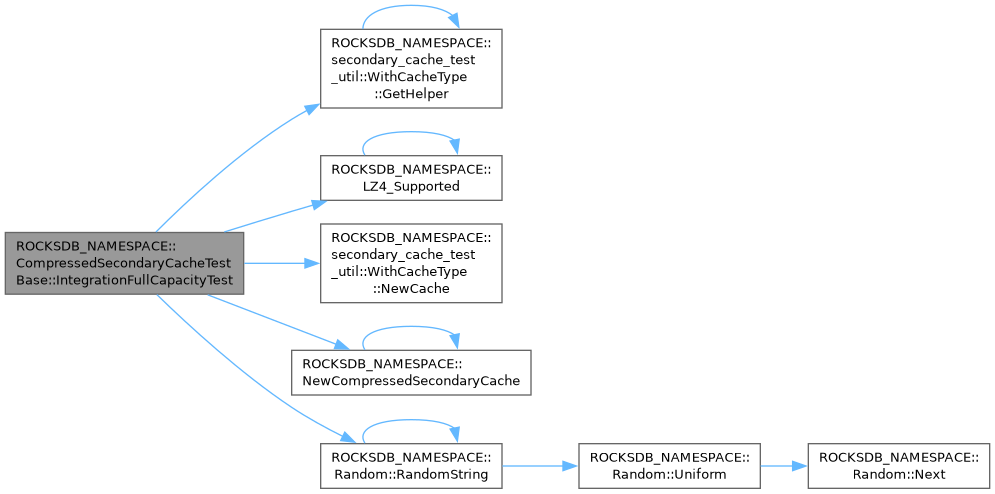 ROCKSDB_NAMESPACE::
secondary_cache_test
_util::WithCacheType
::GetHelper
ROCKSDB_NAMESPACE::
LZ4_Supported
ROCKSDB_NAMESPACE::
CompressedSecondaryCacheTest
Base::IntegrationFullCapacityTest
ROCKSDB_NAMESPACE::
secondary_cache_test
_util::WithCacheType
::NewCache
ROCKSDB_NAMESPACE::
NewCompressedSecondaryCache
ROCKSDB_NAMESPACE::
Random::RandomString
ROCKSDB_NAMESPACE::
Random::Uniform
ROCKSDB_NAMESPACE::
Random::Next